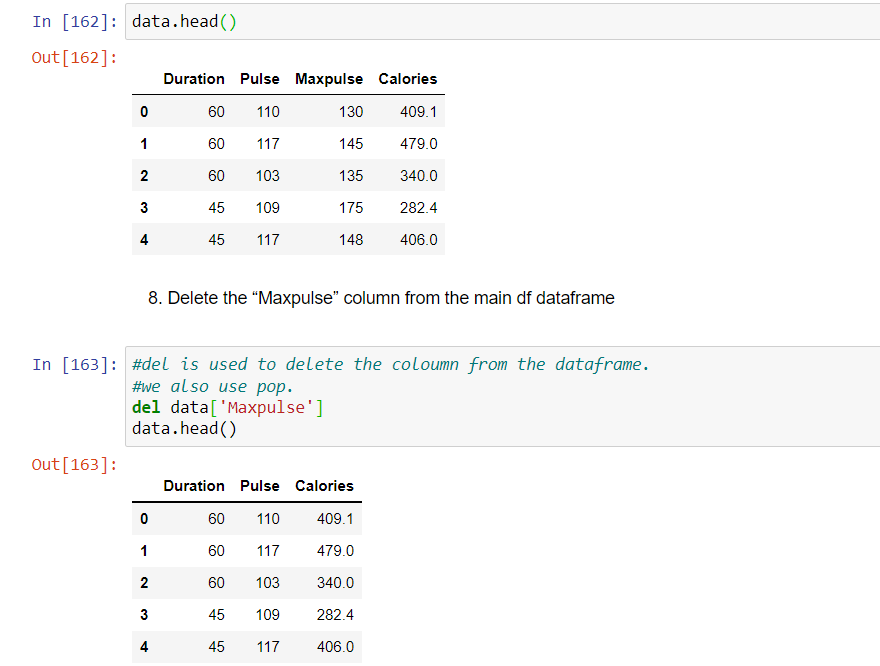 In [162]: data.head()
Out[162]:
Duration Pulse Maxpulse Calories
0 60 110 130 409.1
1 60 117 145 479.0
2 60 103 135 340.0
3 45 109 175 282.4
4 45 117 148 406.0
8. Delete the “Maxpulse” column from the main df dataframe
In [163]: #del is used to delete the coloumn from the dataframe.
#we also use pop.
del data['Maxpulse']
data.head()
Out[163]:
Duration Pulse Calories
0 60 110 409.1
1 60 117 479.0
2 60 103 340.0
3 45 109 282.4
4 45 117 406.0